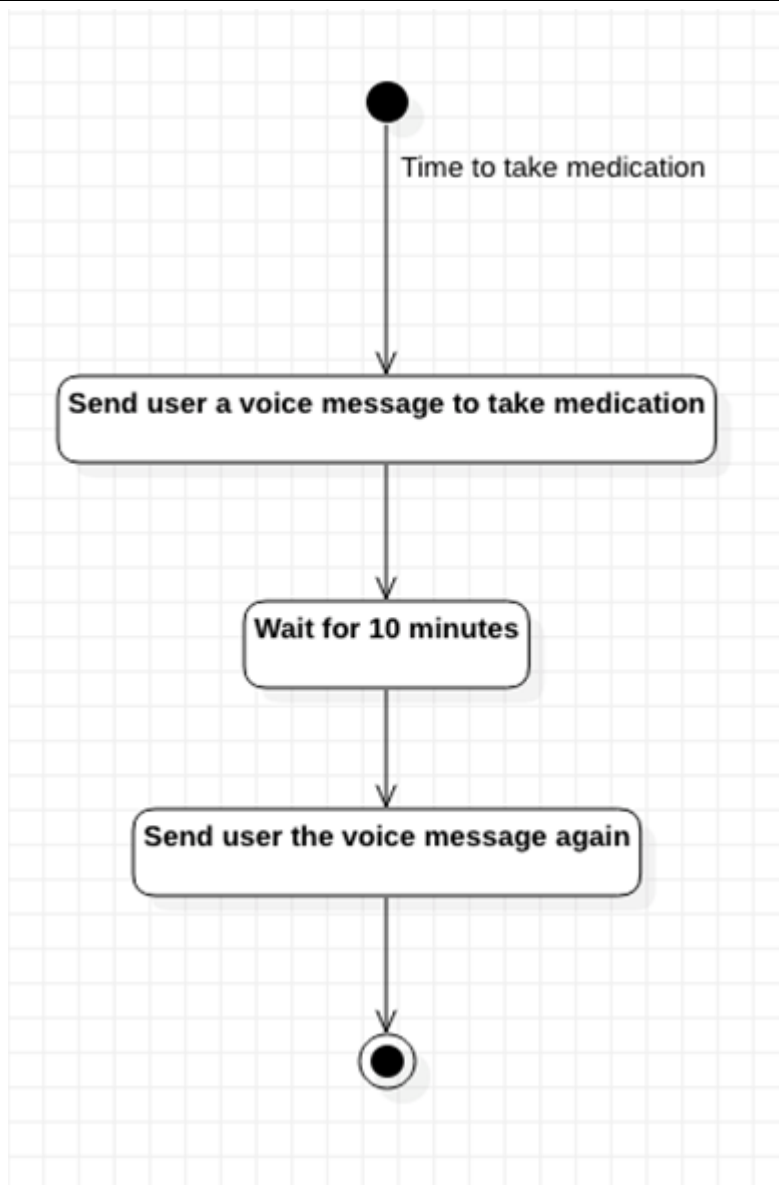 Time to take medication
Send user a voice message to take medication
Wait for 10 minutes
Send user the voice message again